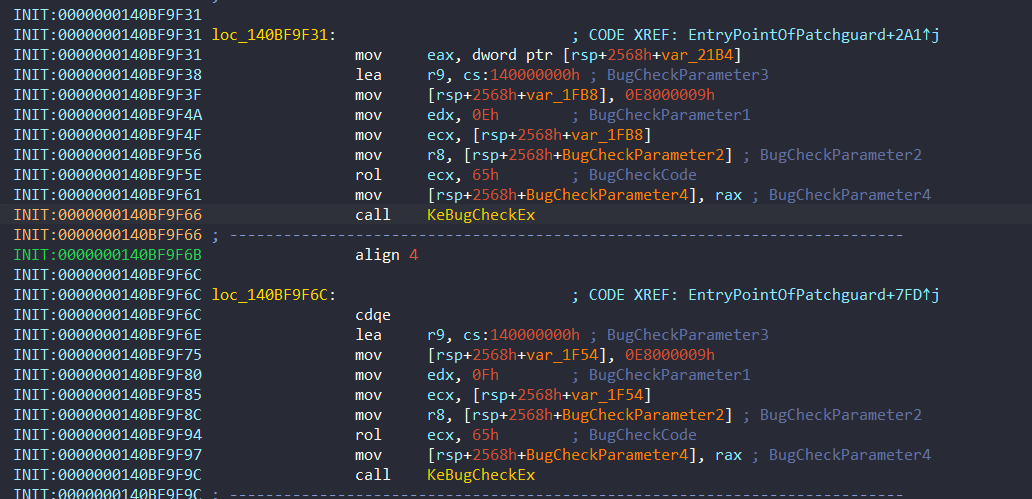 INIT:0000000140BF9F31
INIT:0000000140BF9F31 loc_140BF9F31: ; CODE XREF: EntryPointOfPatchguard+2A1↑j
INIT:0000000140BF9F31 mov eax, dword ptr [rsp+2568h+var_21B4]
INIT:0000000140BF9F38 lea r9, cs:140000000h ; BugCheckParameter3
INIT:0000000140BF9F3F mov [rsp+2568h+var_1FB8], 0E8000009h
INIT:0000000140BF9F4A mov edx, 0Eh ; BugCheckParameter1
INIT:0000000140BF9F4F mov ecx, [rsp+2568h+var_1FB8]
INIT:0000000140BF9F56 mov r8, [rsp+2568h+BugCheckParameter2] ; BugCheckParameter2
INIT:0000000140BF9F5E rol ecx, 65h ; BugCheckCode
INIT:0000000140BF9F61 mov [rsp+2568h+BugCheckParameter4], rax ; BugCheckParameter4
INIT:0000000140BF9F66 call KeBugCheckEx
INIT:0000000140BF9F66 ; ---------------------------------------------------------------------------
INIT:0000000140BF9F6B align 4
INIT:0000000140BF9F6C
INIT:0000000140BF9F6C loc_140BF9F6C: ; CODE XREF: EntryPointOfPatchguard+7FD↑j
INIT:0000000140BF9F6C cdqe
INIT:0000000140BF9F6E lea r9, cs:140000000h ; BugCheckParameter3
INIT:0000000140BF9F75 mov [rsp+2568h+var_1F54], 0E8000009h
INIT:0000000140BF9F80 mov edx, 0Fh ; BugCheckParameter1
INIT:0000000140BF9F85 mov ecx, [rsp+2568h+var_1F54]
INIT:0000000140BF9F8C mov r8, [rsp+2568h+BugCheckParameter2] ; BugCheckParameter2
INIT:0000000140BF9F94 rol ecx, 65h ; BugCheckCode
INIT:0000000140BF9F97 mov [rsp+2568h+BugCheckParameter4], rax ; BugCheckParameter4
INIT:0000000140BF9F9C call KeBugCheckEx
INIT:0000000140BF9F9C ; ---------------------------------------------------------------------------